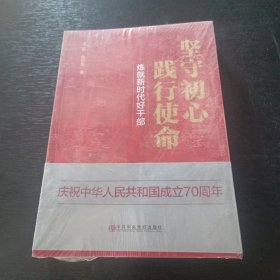 坚守初心
践行使命
炼就新时代好干部
庆祝中华人民共和国成立70周年